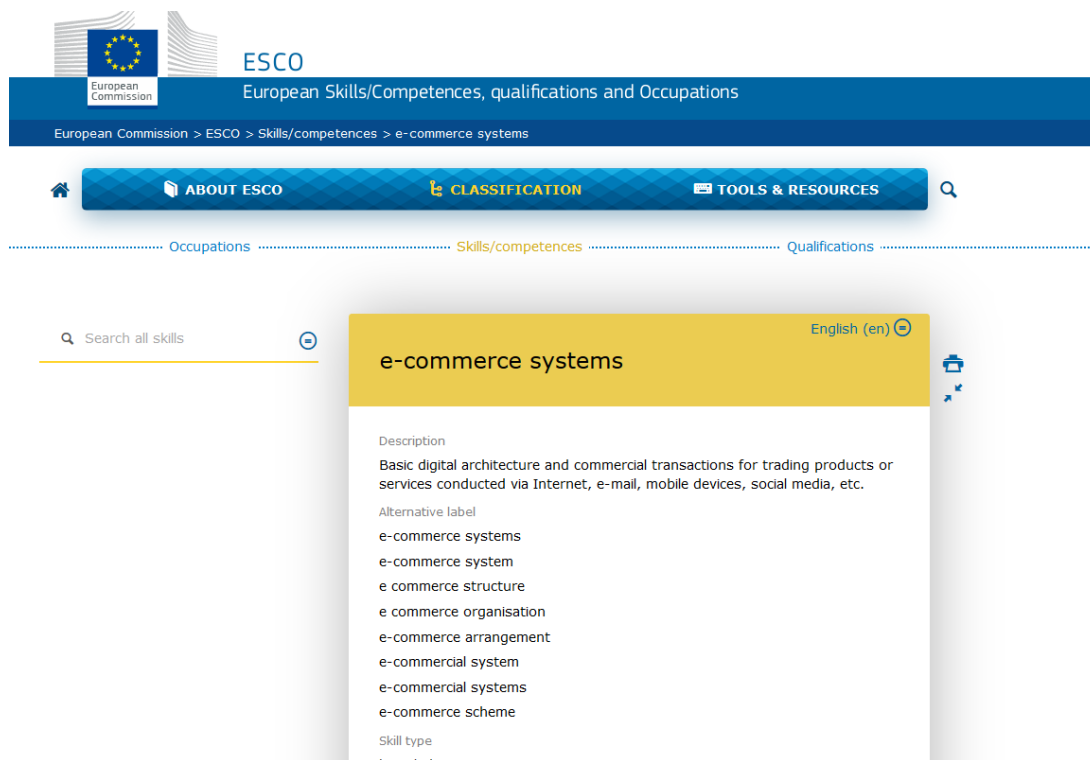 ESCO
European Commission
European Skills/Competences, qualifications and Occupations
European Commission > ESCO > Skills/competences > e-commerce systems
ABOUT ESCO
CLASSIFICATION
TOOLS & RESOURCES
Occupations
Skills/competences
Qualifications
Search all skills
English (en)
e-commerce systems
Description
Basic digital architecture and commercial transactions for trading products or
services conducted via Internet, e-mail, mobile devices, social media, etc.
Alternative label
e-commerce systems
e-commerce system
e commerce structure
e commerce organisation
e-commerce arrangement
e-commercial system
e-commercial systems
e-commerce scheme
Skill type